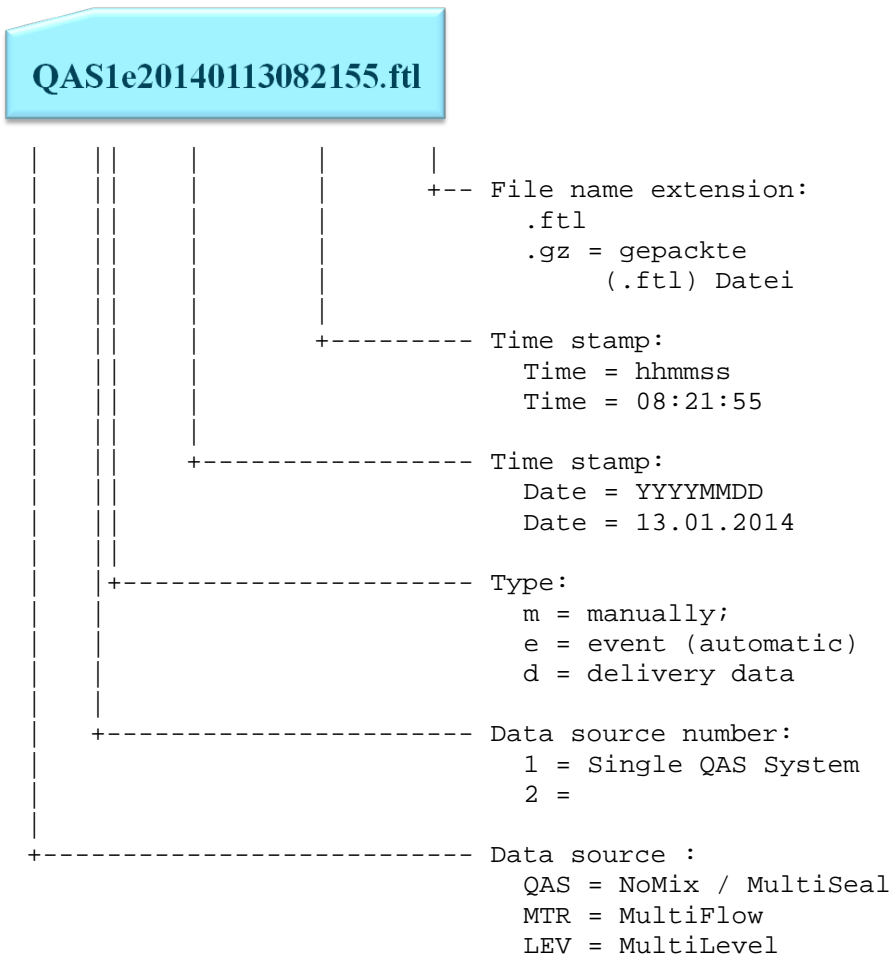 QAS1e20140113082155.ftl
+-- File name extension:
.ftl
.gz = gepackte
(.ftl) Datei
+--------- Time stamp:
Time = hhmmss
Time = 08:21:55
+----------------- Time stamp:
Date = YYYYMMDD
Date = 13.01.2014
+---------------------- Type:
m = manually;
e = event (automatic)
d = delivery data
+----------------------- Data source number:
1 = Single QAS System
2 =
+--------------------------- Data source :
QAS = NoMix / MultiSeal
MTR = MultiFlow
LEV = MultiLevel